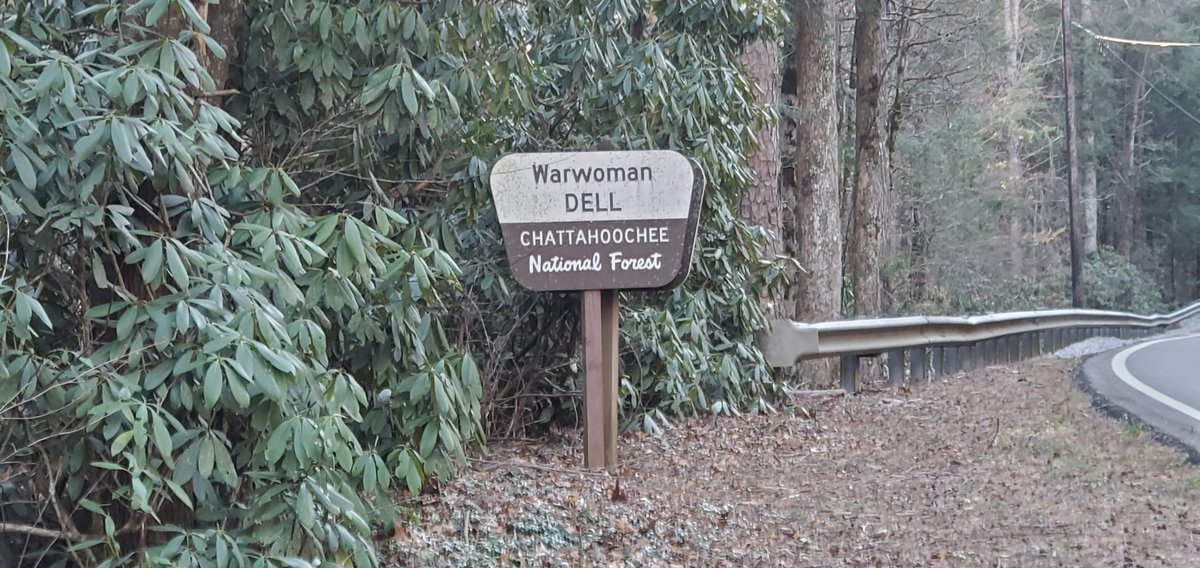 Warwoman
DELL
CHATTAHOOCHEE
National Forest